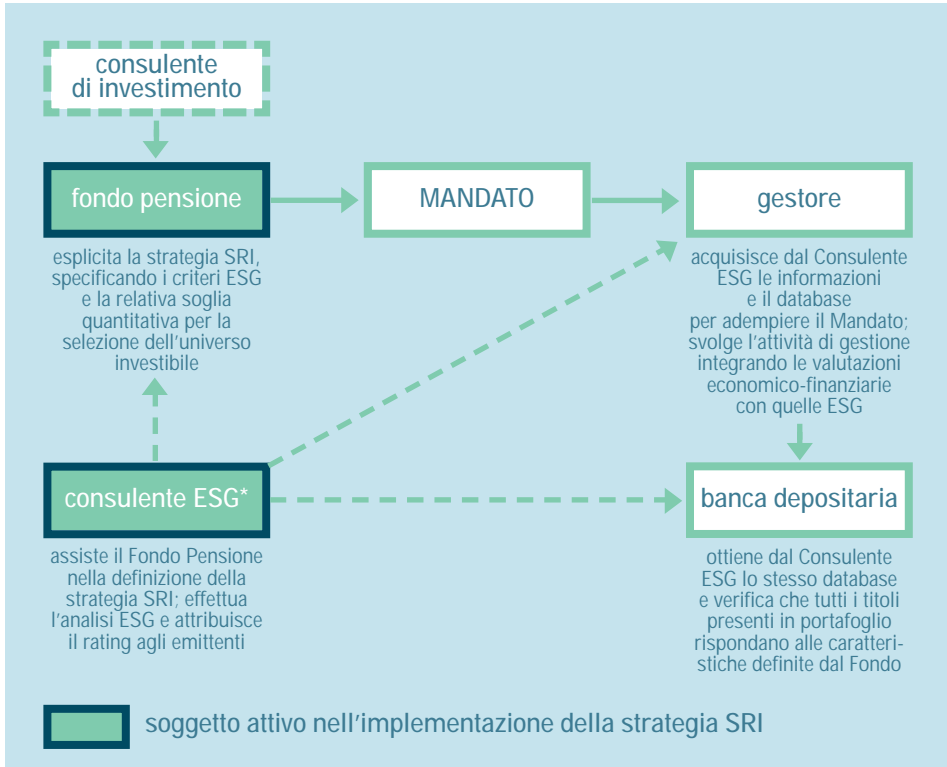 consulente
di investimento
fondo pensione
MANDATO
gestore
esplicita la strategia SRI,
specificando i criteri ESG
e la relativa soglia
quantitativa per la
selezione dell'universo
investibile
acquisisce dal Consulente
ESG le informazioni
e il database
per adempiere il Mandato;
svolge l'attività di gestione
integrando le valutazioni
economico-finanziarie
con quelle ESG
consulente ESG*
banca depositaria
assiste il Fondo Pensione
nella definizione della
strategia SRI; effettua
l'analisi ESG e attribuisce
il rating agli emittenti
ottiene dal Consulente
ESG lo stesso database
e verifica che tutti i titoli
presenti in portafoglio
rispondano alle caratteri-
stiche definite dal Fondo
soggetto attivo nell'implementazione della strategia SRI